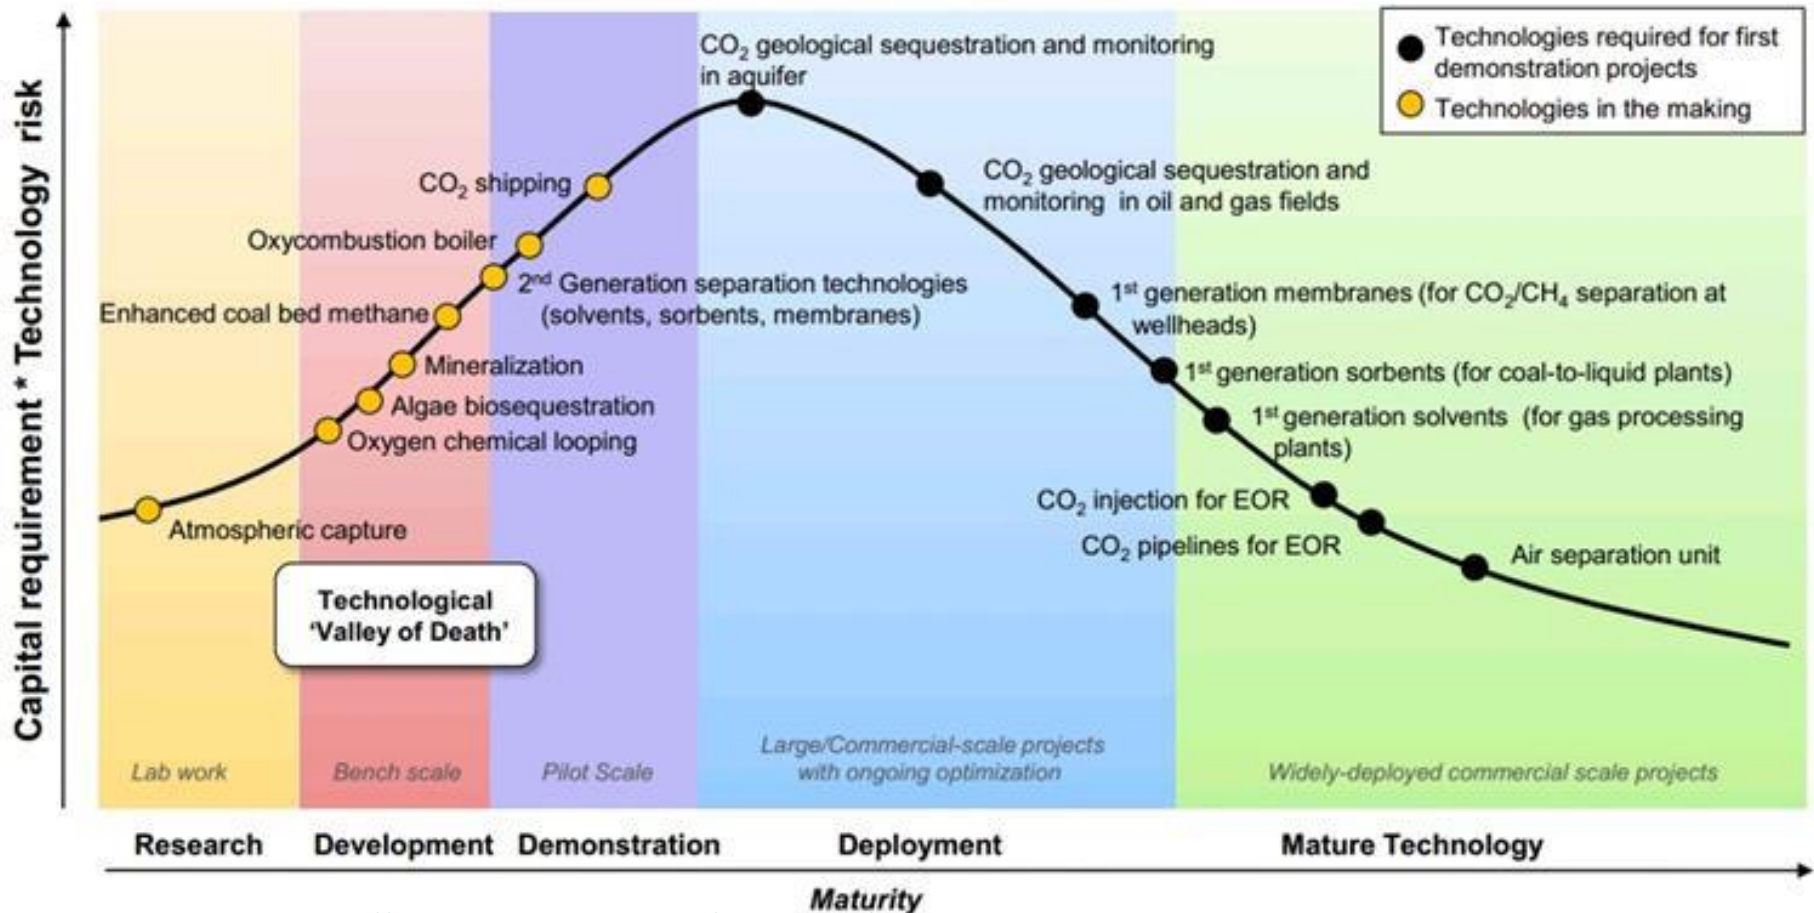 Capital requirement* Technology risk
Technologies required for first
demonstration projects
Technologies in the making
CO₂ geological sequestration and monitoring
in aquifer
CO₂ shipping
CO₂ geological sequestration and
monitoring in oil and gas fields
Oxycombustion boiler
2nd Generation separation technologies
(solvents, sorbents, membranes)
Enhanced coal bed methane
1st generation membranes (for CO₂/CH₄ separation at
wellheads)
Mineralization
1st generation sorbents (for coal-to-liquid plants)
Algae biosequestration
1st generation solvents (for gas processing
plants)
Oxygen chemical looping
CO₂ injection for EOR
Atmospheric capture
CO₂ pipelines for EOR
Air separation unit
Technological
‘Valley of Death’
Lab work
Bench scale
Pilot Scale
Large/Commercial-scale projects
with ongoing optimization
Widely-deployed commercial scale projects
Research
Development
Demonstration
Deployment
Mature Technology
Maturity